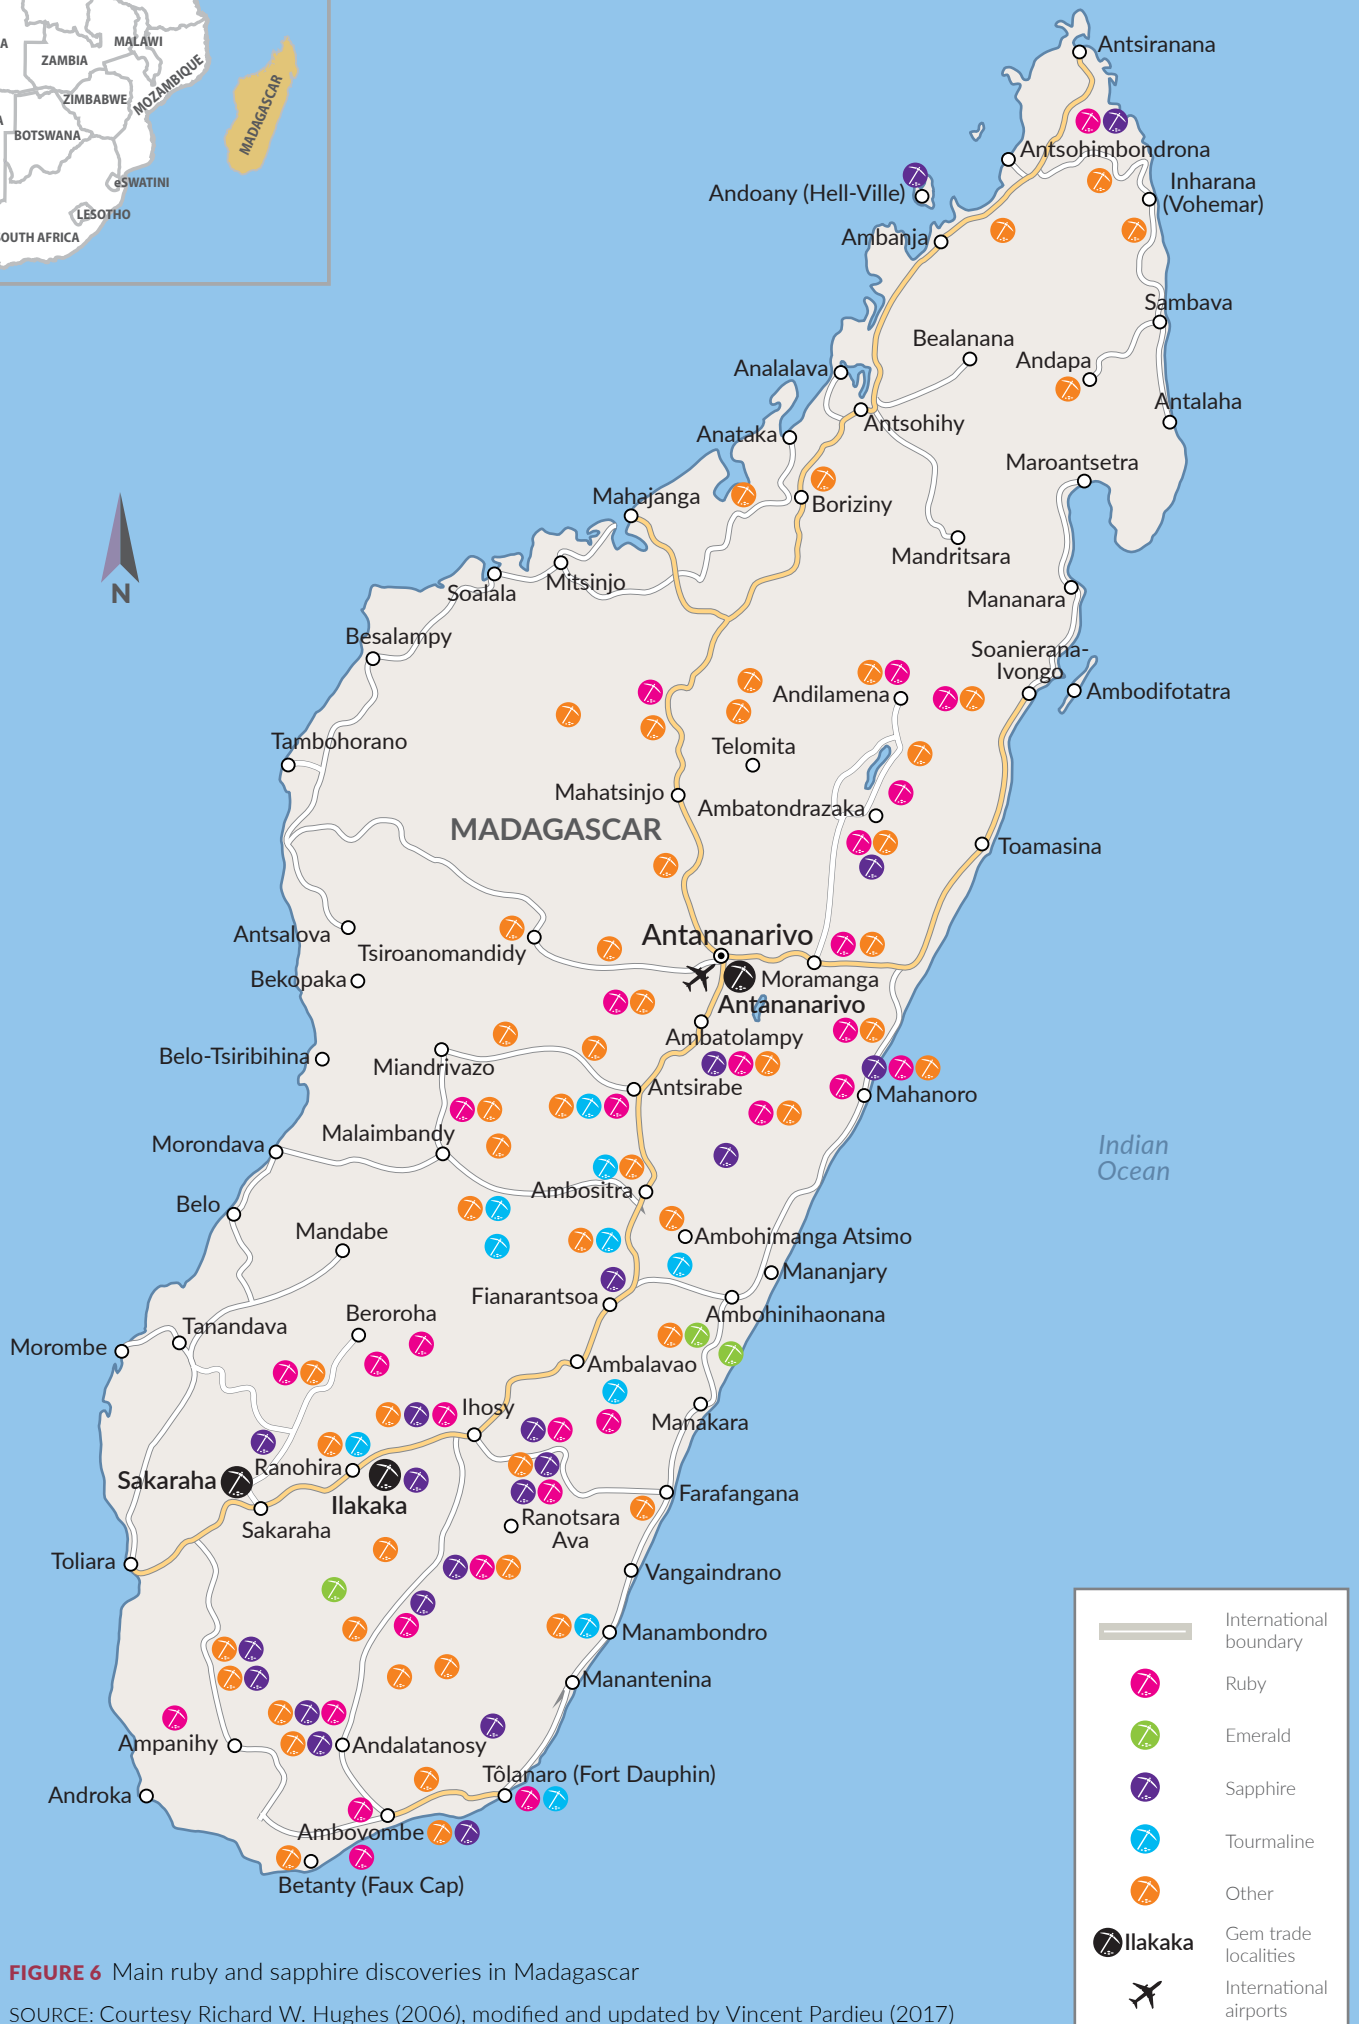 A
ZAMBIA
MALAWI
MOZAMBIQUE
ZIMBABWE
MADAGASCAR
A
BOTSWANA
eSWATINI
LESOTHO
OUTH AFRICA
Antsiranana
Antsohimbondrona
Inharana
(Vohemar)
Andoany (Hell-Ville)
Ambanja
Sambava
Bealanana
Andapa
Analalava
Antalaha
Antsohihy
Anataka
Maroantsetra
Mahajanga
Boriziny
Mandritsara
N
Mitsinjo
Soalala
Mananara
Besalampy
Soanierana-
Ivongo
Ambodifotatra
Andilamena
Tambohorano
Telomita
Mahatsinjo
Ambatondrazaka
MADAGASCAR
Toamasina
Antsalova
Antananarivo
Tsiroanomandidy
Bekopaka
Moramanga
Antananarivo
Ambatolampy
Belo-Tsiribihina
Miandrivazo
Antsirabe
Mahanoro
Malaimbandy
Morondava
Indian
Ocean
Ambositra
Belo
Mandabe
Ambohimanga Atsimo
Mananjary
Fianarantsoa
Beroroha
Ambohinihaonana
Tanandava
Morombe
Ambalavao
Ihosy
Manakara
Ranohira
Sakaraha
Ilakaka
Farafangana
Sakaraha
Ranotsara
Ava
Toliara
Vangaindrano
Manambondro
Manantenina
Ampanihy
Andalatanosy
Tôlanaro (Fort Dauphin)
Androka
Ambovombe
Betanty (Faux Cap)
International
boundary
Ruby
Emerald
Sapphire
Tourmaline
Other
Ilakaka
Gem trade
localities
International
airports
FIGURE 6 Main ruby and sapphire discoveries in Madagascar
SOURCE: Courtesy Richard W. Hughes (2006), modified and updated by Vincent Pardieu (2017)